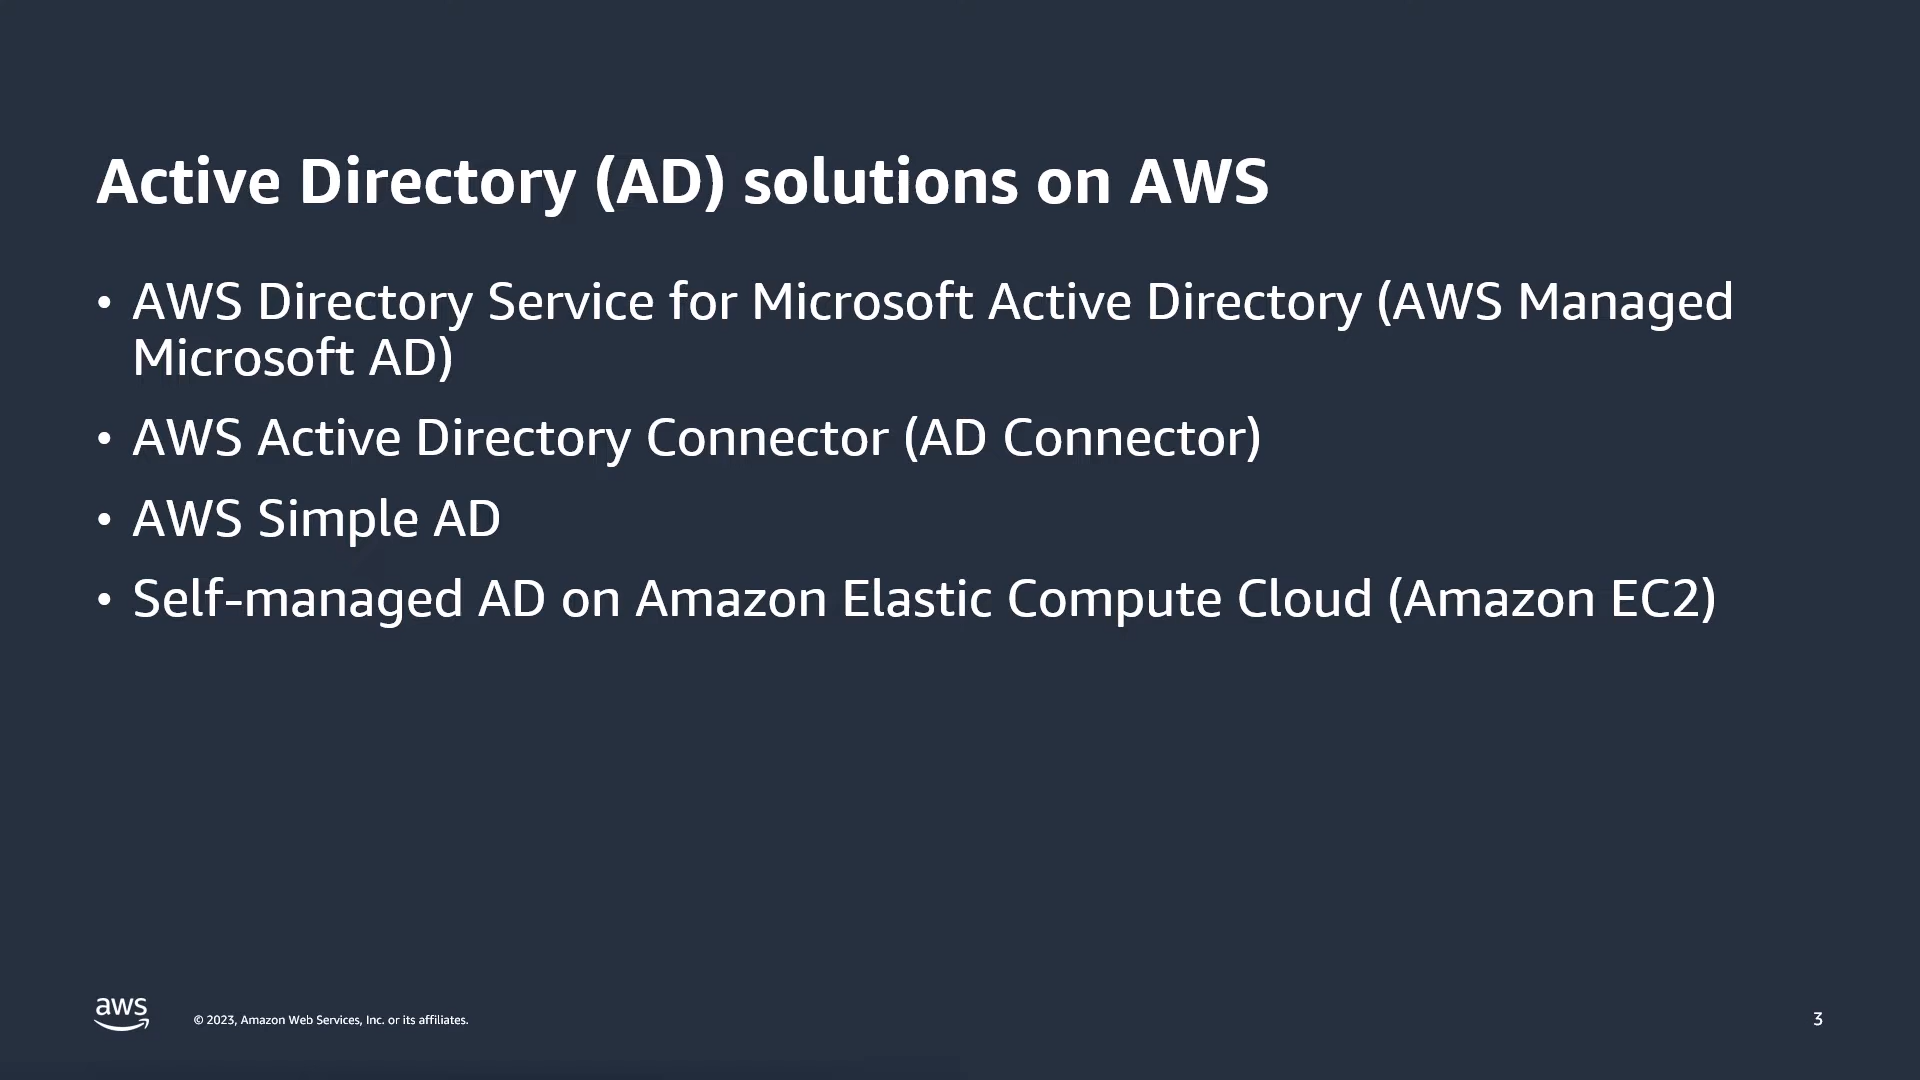 Active Directory (AD) solutions on AWS
• AWS Directory Service for Microsoft Active Directory (AWS Managed
Microsoft AD)
• AWS Active Directory Connector (AD Connector)
• AWS Simple AD
• Self-managed AD on Amazon Elastic Compute Cloud (Amazon EC2)
aws
© 2023, Amazon Web Services, Inc. or its affiliates.
3